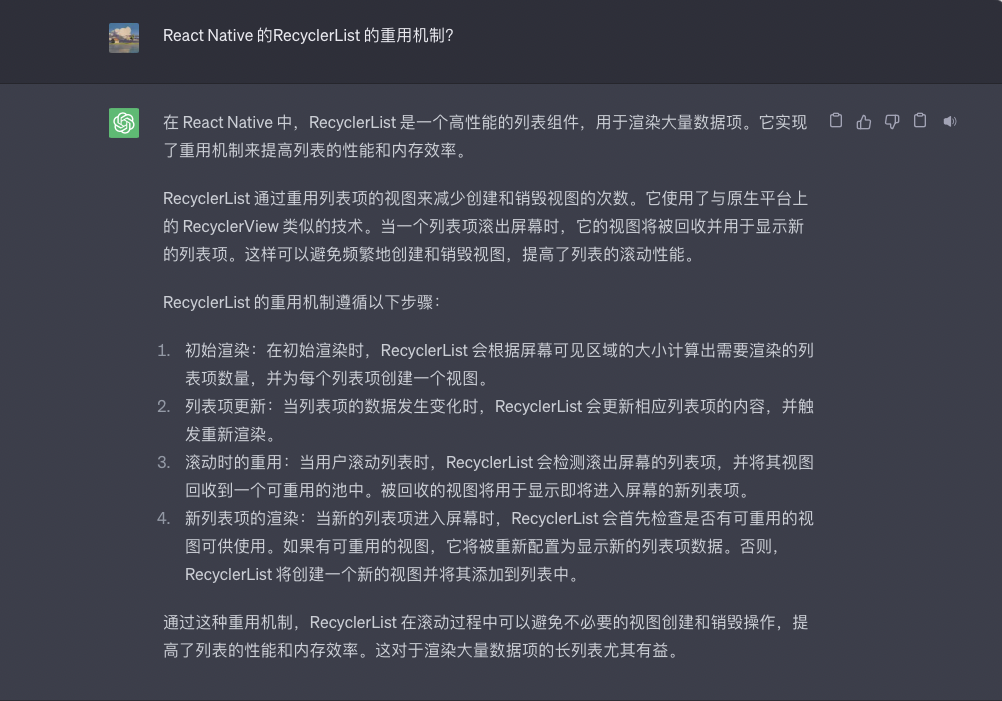 React Native 的RecyclerList 的重用机制?
在 React Native 中，RecyclerList 是一个高性能的列表组件，用于渲染大量数据项。它实现
了重用机制来提高列表的性能和内存效率。
RecyclerList 通过重用列表项的视图来减少创建和销毁视图的次数。它使用了与原生平台上
的 RecyclerView 类似的技术。当一个列表项滚出屏幕时，它的视图将被回收并用于显示新
的列表项。这样可以避免频繁地创建和销毁视图，提高了列表的滚动性能。
RecyclerList 的重用机制遵循以下步骤：
1. 初始渲染：在初始渲染时，RecyclerList 会根据屏幕可见区域的大小计算出需要渲染的列
表项数量，并为每个列表项创建一个视图。
2. 列表项更新：当列表项的数据发生变化时，RecyclerList 会更新相应列表项的内容，并触
发重新渲染。
3. 滚动时的重用：当用户滚动列表时，RecyclerList 会检测滚出屏幕的列表项，并将其视图
回收到一个可重用的池中。被回收的视图将用于显示即将进入屏幕的新列表项。
4. 新列表项的渲染：当新的列表项进入屏幕时，RecyclerList 会首先检查是否有可重用的视
图可供使用。如果有可重用的视图，它将被重新配置为显示新的列表项数据。否则，
RecyclerList 将创建一个新的视图并将其添加到列表中。
通过这种重用机制，RecyclerList 在滚动过程中可以避免不必要的视图创建和销毁操作，提
高了列表的性能和内存效率。这对于渲染大量数据项的长列表尤其有益。